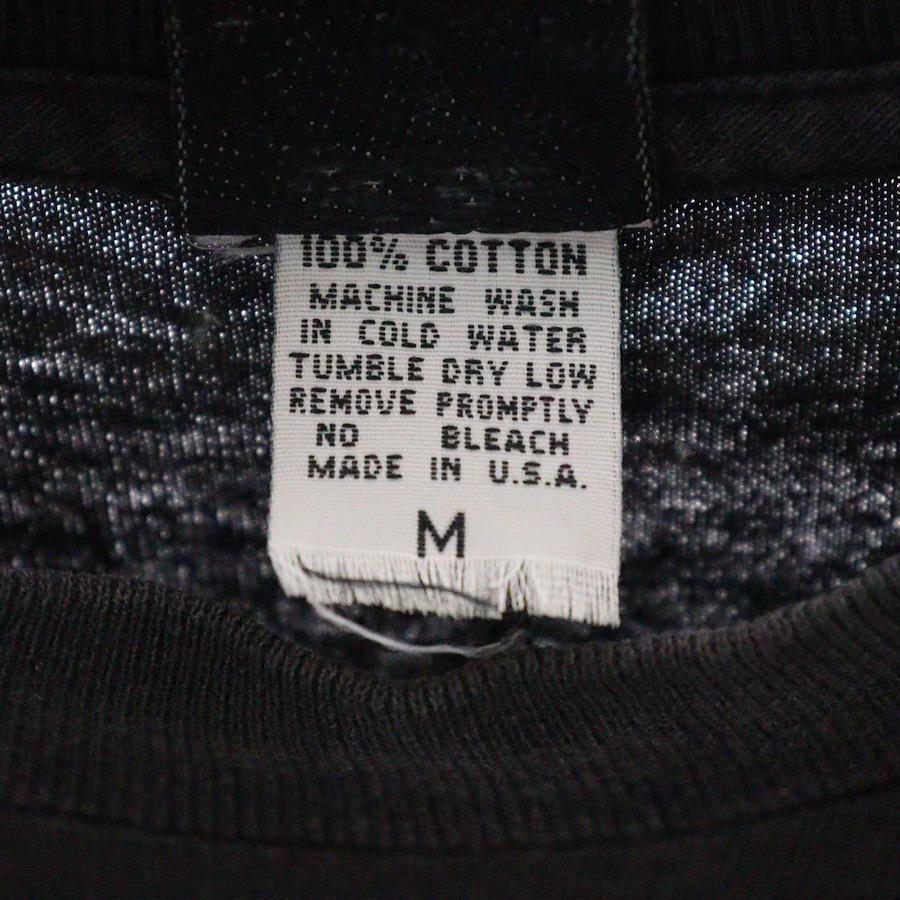 100% COTTON
MACHINE WASH
IN COLD WATER
TUMBLE DRY LOW
REMOVE PROMPTLY
NO BLEACH
MADE IN U.S.A.
M